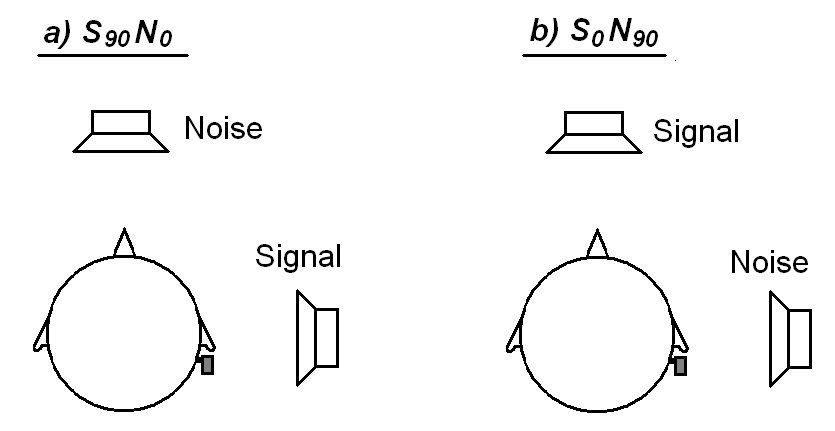 a) S₉₀N₀
Noise
Signal
b) S₀N₉₀
Signal
Noise